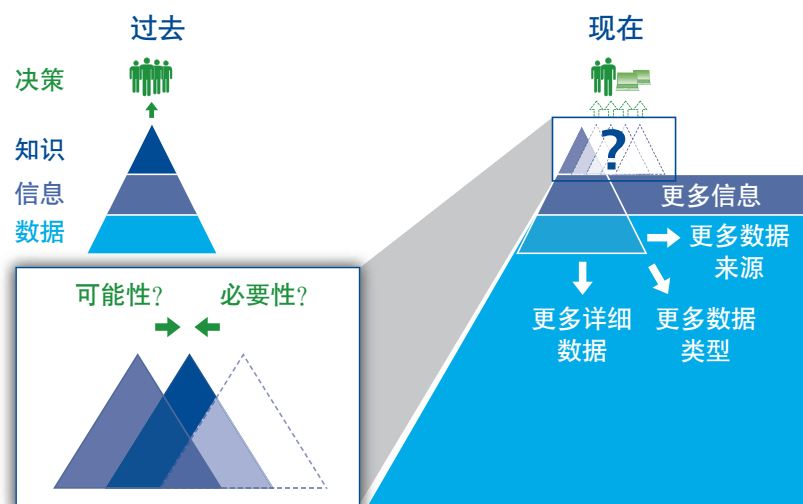 过去
现在
决策
知识
信息
数据
?
更多信息
更多数据
来源
更多详细
数据
更多数据
类型
可能性?
必要性?